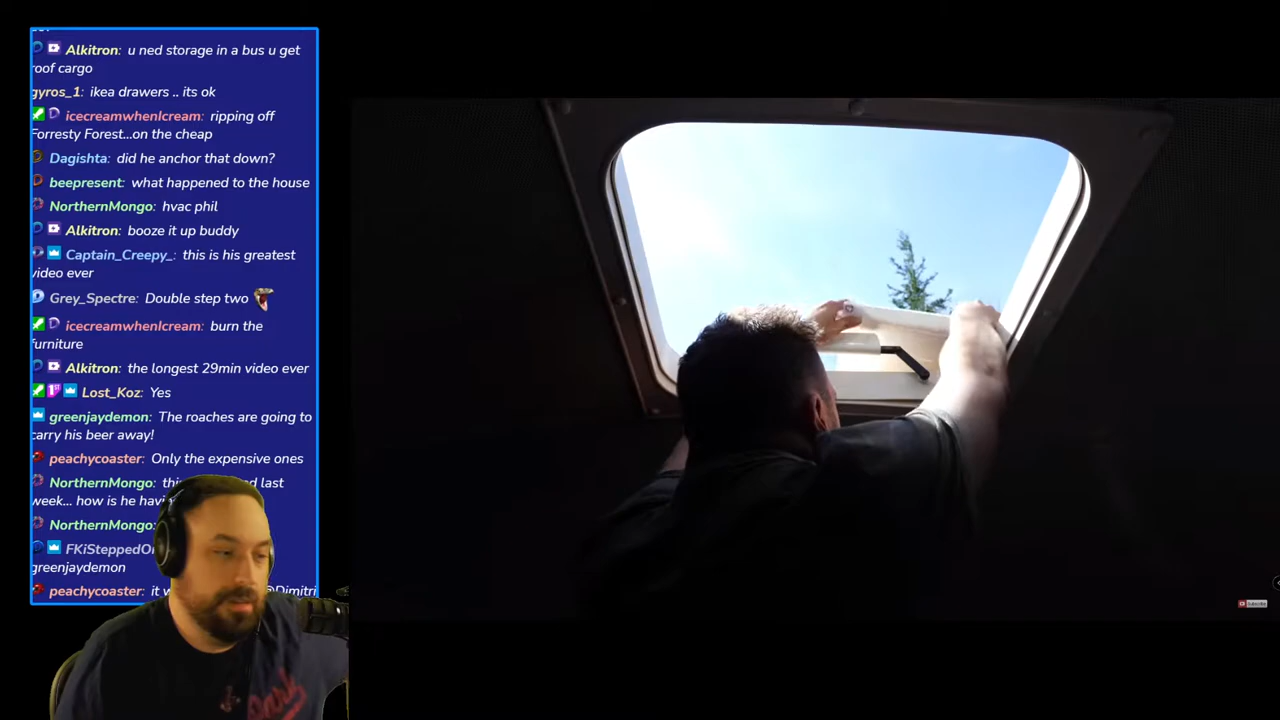 Alkitron: u ned storage in a bus u get
roof cargo
gyros_1: ikea drawers .. its ok
icecreamwhenIcream: ripping off
Forresty Forest...on the cheap
Dagishta: did he anchor that down?
beepresent: what happened to the house
NorthernMongo: hvac phil
Alkitron: booze it up buddy
Captain_Creepy_: this is his greatest
video ever
Grey_Spectre: Double step two
icecreamwhenIcream: burn the
furniture
Alkitron: the longest 29min video ever
Lost_Koz: Yes
greenjaydemon: The roaches are going to
carry his beer away!
peachycoaster: Only the expensive ones
NorthernMongo: last
week... how is he
NorthernMongo
greenjaydemon
peachycoaster: it @Dimitri
Subscribe